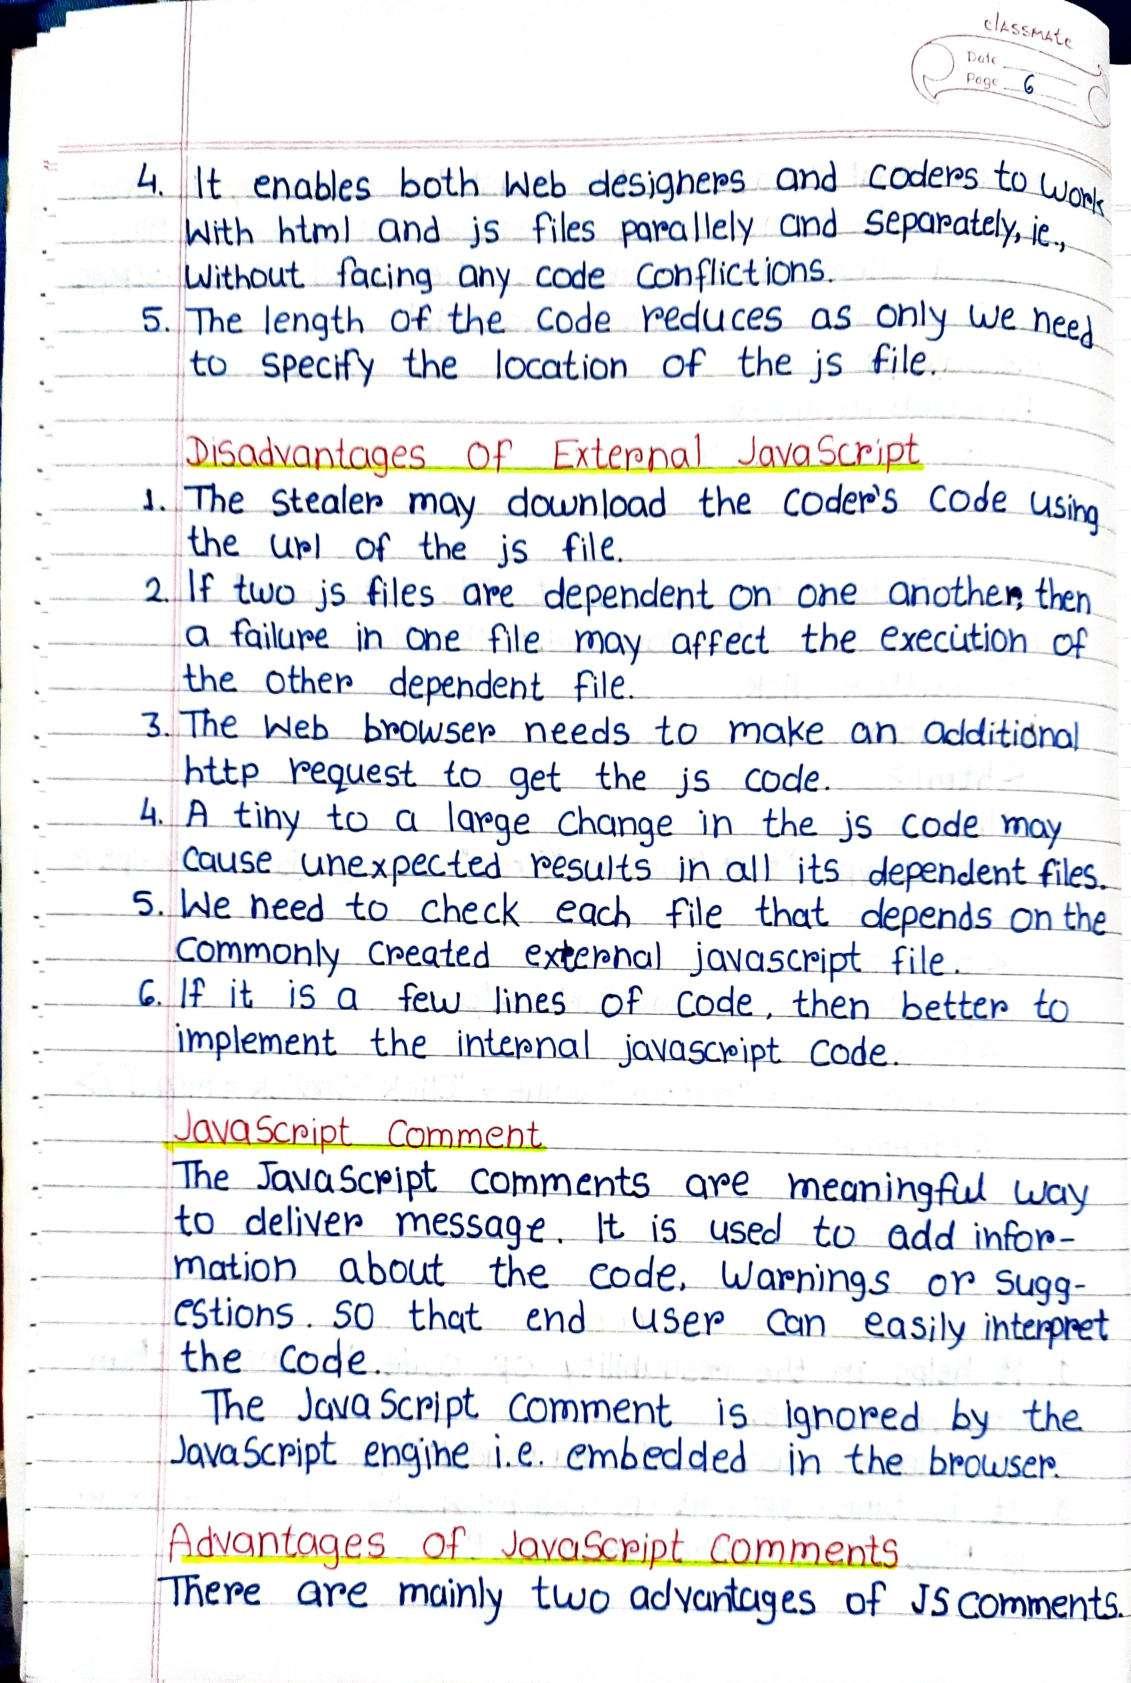 classmate
Date
Page 6
4. It enables both web designers and coders to work
with html and js files parallely and separately, ie.,
without facing any code conflictions.
5. The length of the code reduces as only we need
to specify the location of the js file.
Disadvantages of External JavaScript
1. The stealer may download the coder's code using
the url of the js file.
2. If two js files are dependent on one another, then
a failure in one file may affect the execution of
the other dependent file.
3. The web browser needs to make an additional
http request to get the js code.
4. A tiny to a large change in the js code may
cause unexpected results in all its dependent files.
5. We need to check each file that depends on the
commonly created external javascript file.
6. If it is a few lines of code, then better to
implement the internal javascript code.
JavaScript Comment
The JavaScript comments are meaningful way
to deliver message. It is used to add infor-
mation about the code, warnings or sugg-
estions. so that end user can easily interpret
the code.
The JavaScript comment is ignored by the
JavaScript engine i.e. embedded in the browser.
Advantages of JavaScript Comments
There are mainly two advantages of JS comments.